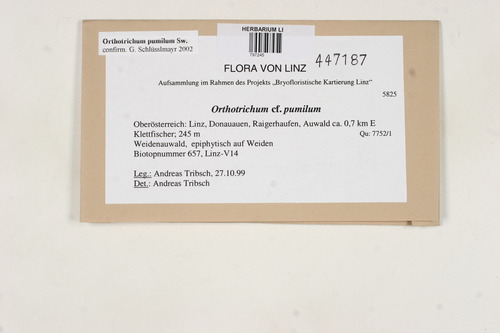 Orthotrichum pumilum Sw.
confirm. G. Schlüsslmayr 2002
HERBARIUM LI
FLORA VON LINZ
447187
Aufsammlung im Rahmen des Projekts „Bryofloristische Kartierung Linz"
5825
Orthotrichum cf. pumilum
Oberösterreich: Linz, Donauauen, Raigerhaufen, Auwald ca. 0,7 km E
Klettfischer; 245 m
Qu: 7752/1
Weidenauwald, epiphytisch auf Weiden
Biotopnummer 657, Linz-V14
Leg.: Andreas Tribsch, 27.10.99
Det.: Andreas Tribsch